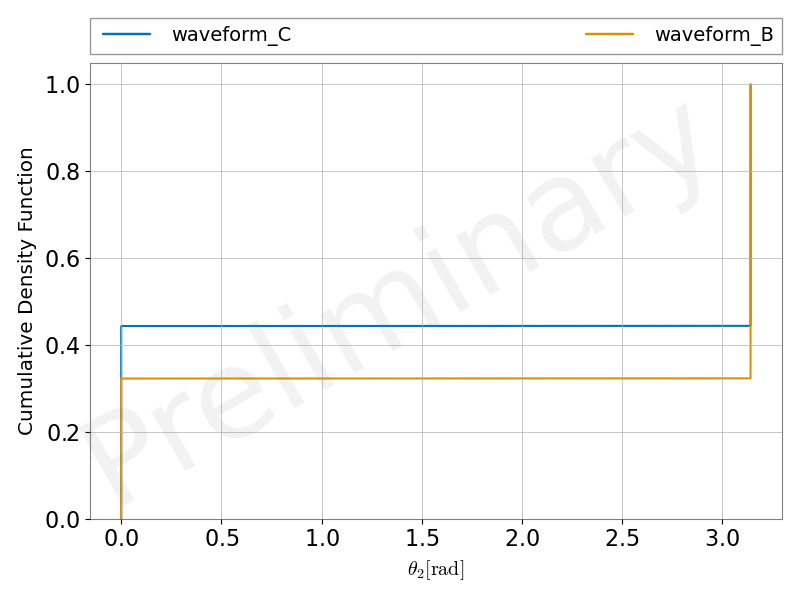 waveform_C waveform_B
Cumulative Density Function
1.0
0.8
0.6
0.4
0.2
0.0
0.0 0.5 1.0 1.5 2.0 2.5 3.0
θ₂[rad]
Preliminary